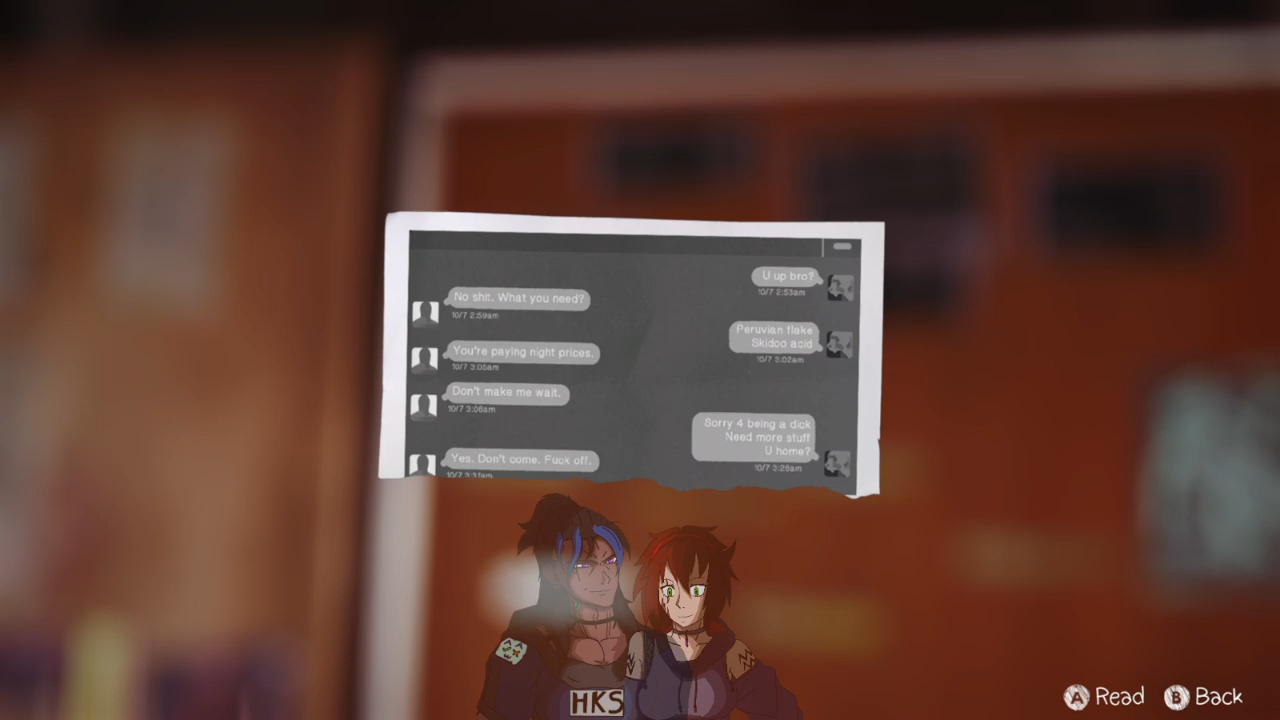 U up bro?
10/7 2:53am
No shit. What you need?
10/7 2:59am
Peruvian flake
Skidoo acid
10/7 3:02am
You're paying night prices.
10/7 3:05am
Don't make me wait.
10/7 3:06am
Sorry 4 being a dick
Need more stuff
U home?
10/7 3:26am
Yes. Don't come. Fuck off.
10/7
HKS
A Read
B Back